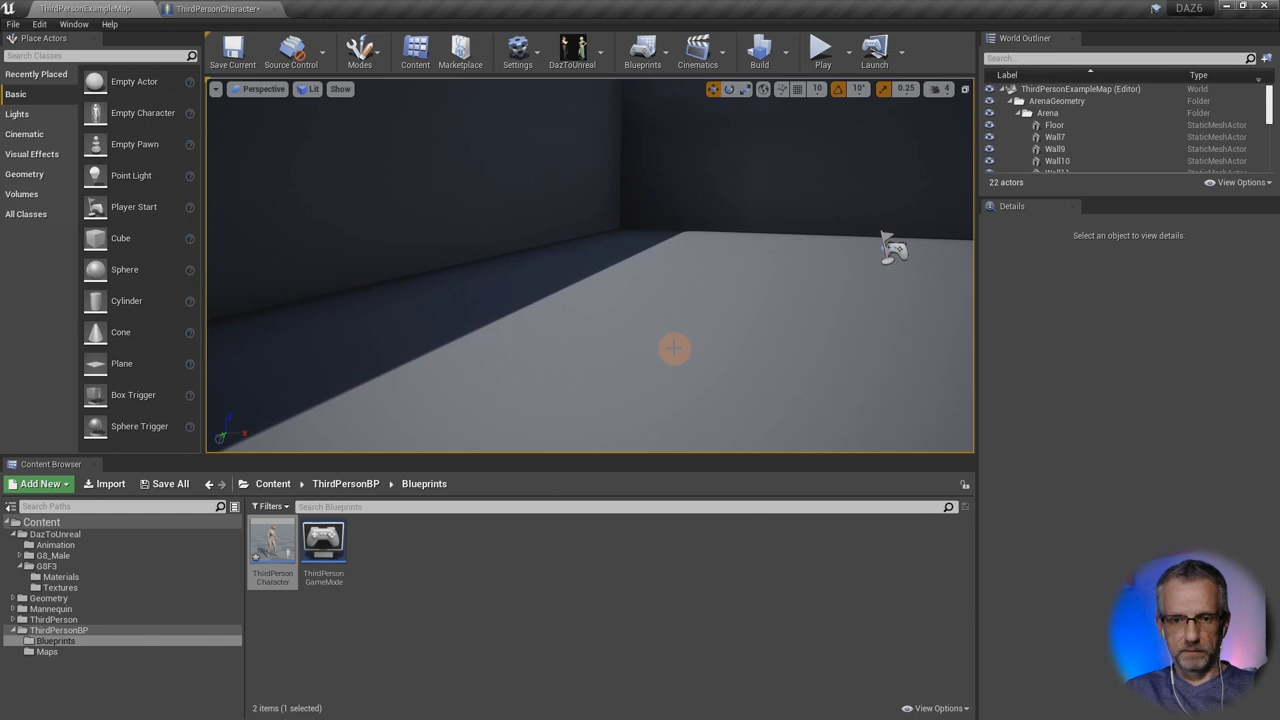 ThirdPersonExampleMap
ThirdPersonCharacter*
DAZ6
File Edit Window Help
Place Actors
Search Classes
Recently Placed
Basic
Lights
Cinematic
Visual Effects
Geometry
Volumes
All Classes
Empty Actor
Empty Character
Empty Pawn
Point Light
Player Start
Cube
Sphere
Cylinder
Cone
Plane
Box Trigger
Sphere Trigger
Save Current
Source Control
Modes
Content
Marketplace
Settings
DazToUnreal
Blueprints
Cinematics
Build
Play
Launch
Perspective
Lit
Show
10
10°
0.25
4
World Outliner
Search...
Label Type
ThirdPersonExampleMap (Editor) World
ArenaGeometry Folder
Arena Folder
Floor StaticMeshActor
Wall7 StaticMeshActor
Wall9 StaticMeshActor
Wall10 StaticMeshActor
22 actors
View Options
Details
Select an object to view details.
Content Browser
Add New
Import
Save All
Content
ThirdPersonBP
Blueprints
Search Paths
Filters
Search Blueprints
Content
DazToUnreal
Animation
G8_Male
G8F3
Materials
Textures
Geometry
Mannequin
ThirdPerson
ThirdPersonBP
Blueprints
Maps
ThirdPerson
Character
ThirdPerson
GameMode
2 items (1 selected)
View Options